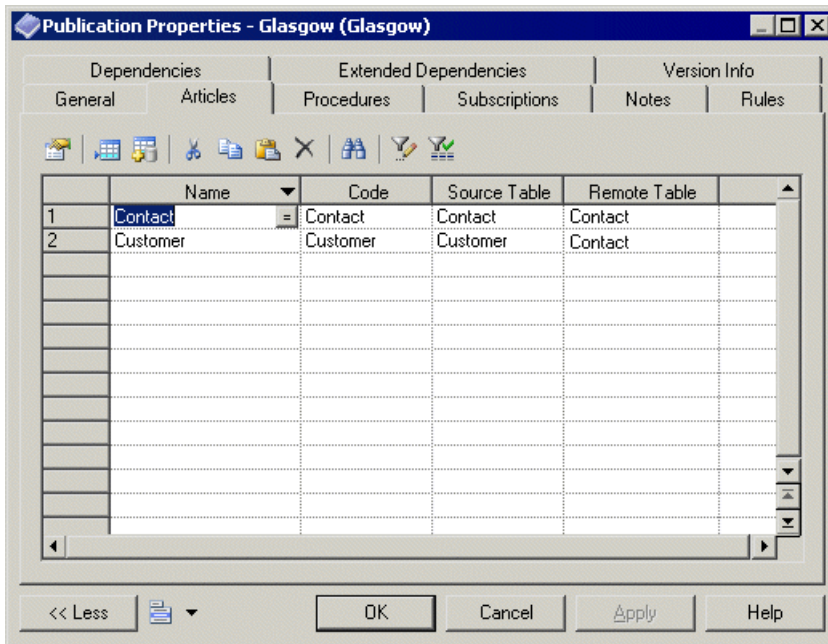 Publication Properties - Glasgow (Glasgow)
Dependencies Extended Dependencies Version Info
General Articles Procedures Subscriptions Notes Rules
Name Code Source Table Remote Table
1 Contact = Contact Contact Contact
2 Customer Customer Customer Contact
<< Less OK Cancel Apply Help